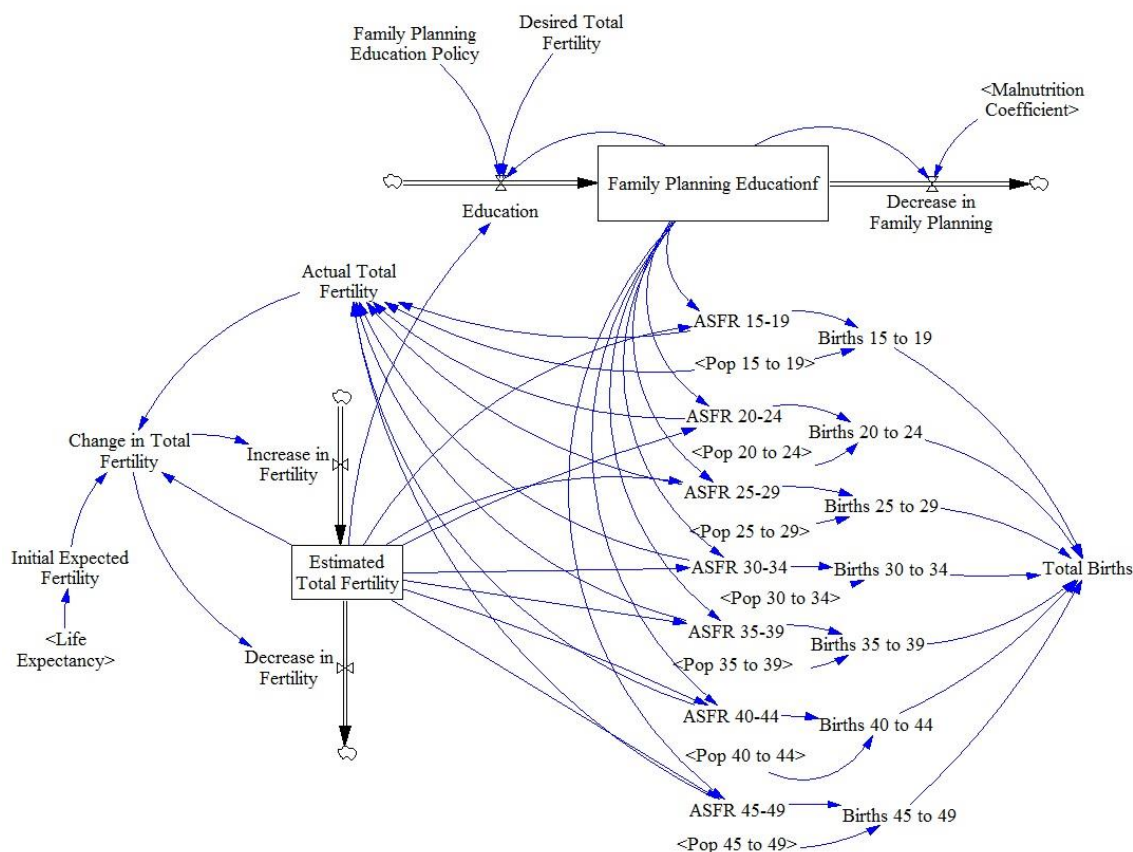 Family Planning
Education Policy
Desired Total
Fertility
<Malnutrition
Coefficient>
Family Planning Educationf
Education
Decrease in
Family Planning
Actual Total
Fertility
ASFR 15-19
Births 15 to 19
<Pop 15 to 19>
ASFR 20-24
Births 20 to 24
<Pop 20 to 24>
Change in Total
Fertility
Increase in
Fertility
ASFR 25-29
Births 25 to 29
<Pop 25 to 29>
Initial Expected
Fertility
Estimated
Total Fertility
ASFR 30-34
Births 30 to 34
Total Births
<Pop 30 to 34>
<Life
Expectancy>
Decrease in
Fertility
ASFR 35-39
Births 35 to 39
<Pop 35 to 39>
ASFR 40-44
Births 40 to 44
<Pop 40 to 44>
ASFR 45-49
Births 45 to 49
<Pop 45 to 49>